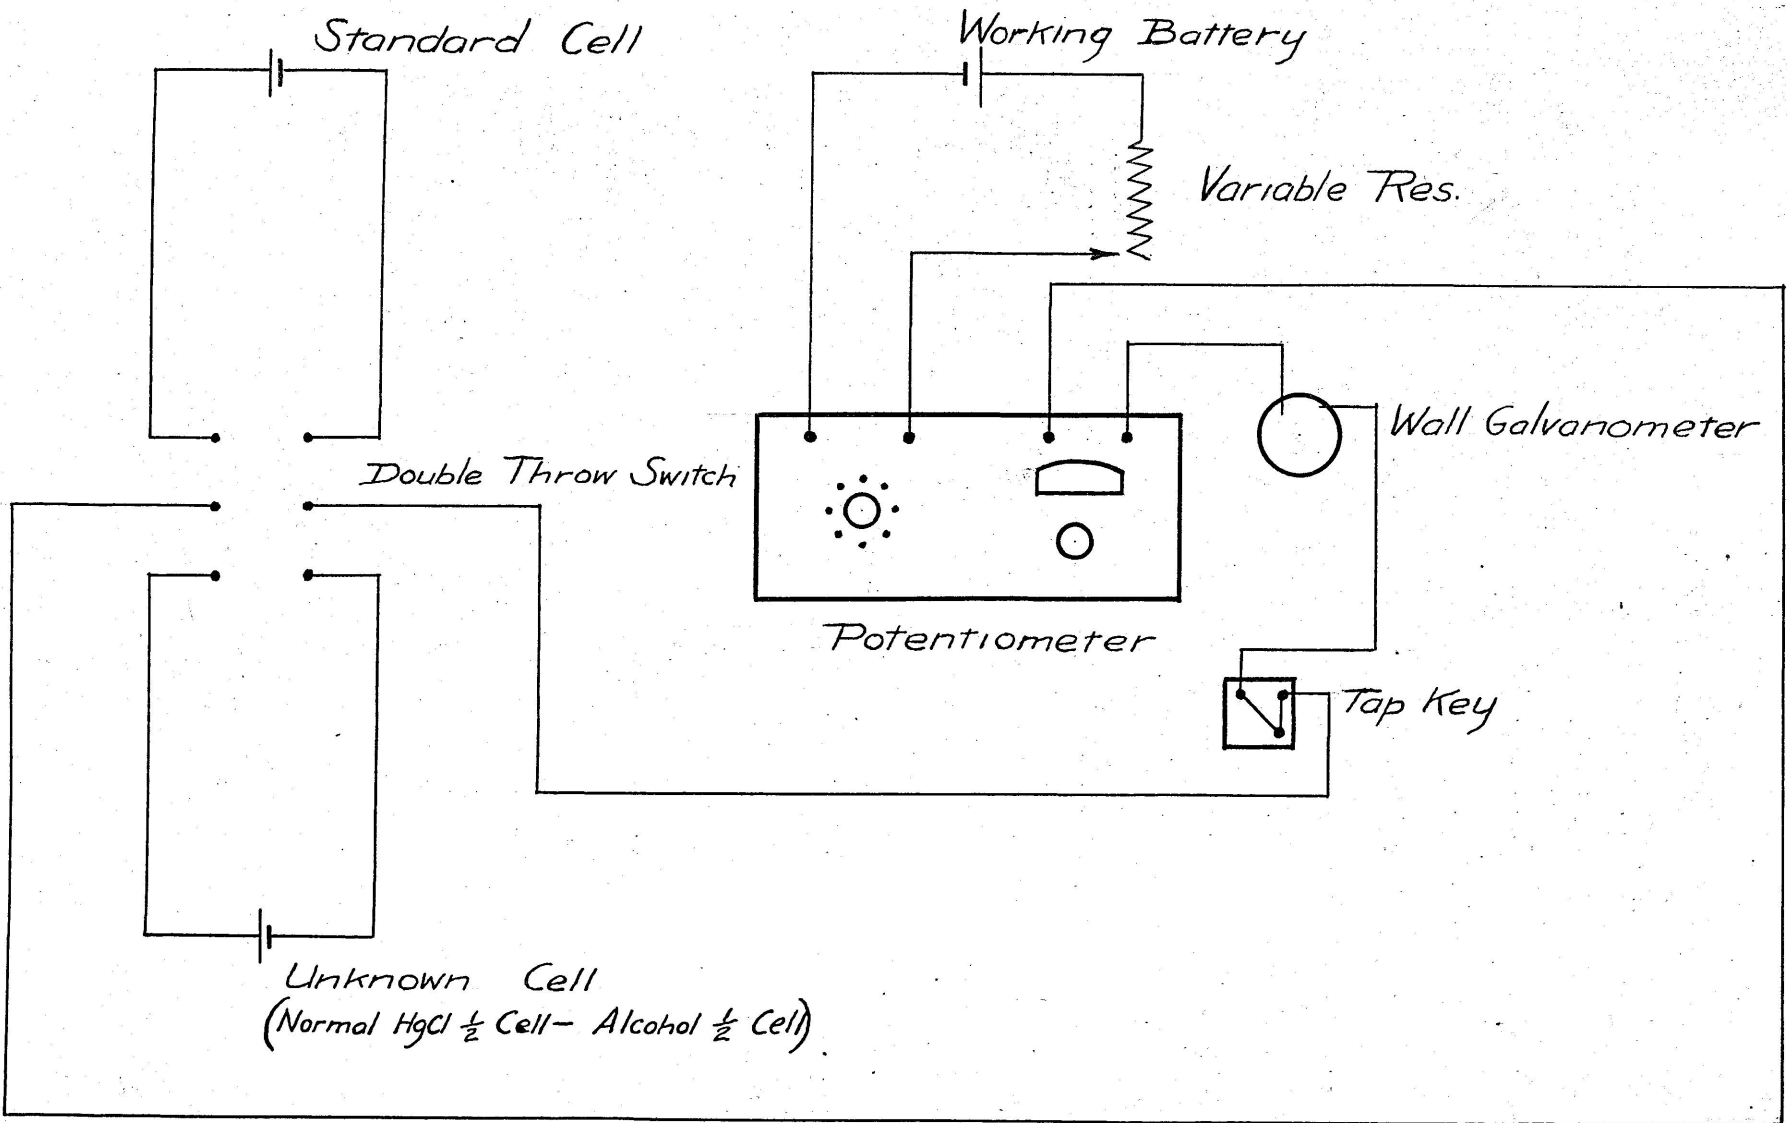 Standard Cell
Working Battery
Variable Res.
Wall Galvanometer
Double Throw Switch
Potentiometer
Tap Key
Unknown Cell
(Normal HgCl ½ Cell- Alcohol ½ Cell)